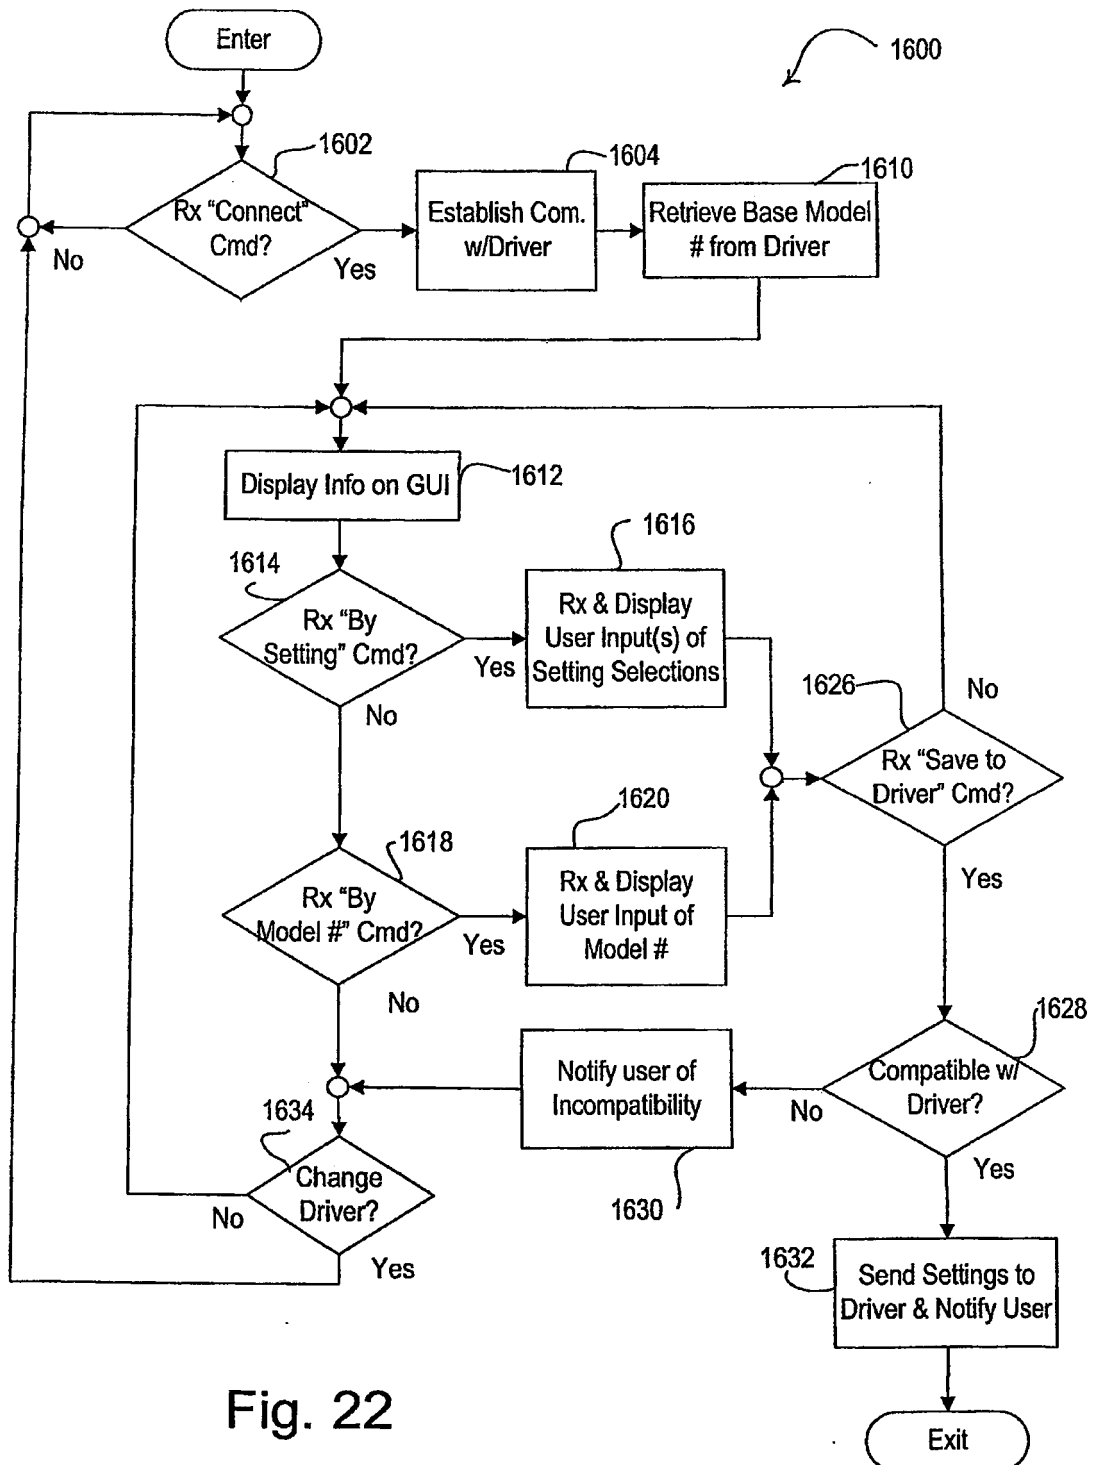 Enter
1600
1602
Rx "Connect"
Cmd?
No
Yes
1604
Establish Com.
w/Driver
1610
Retrieve Base Model
# from Driver
Display Info on GUI
1612
1614
Rx "By
Setting" Cmd?
Yes
No
1616
Rx & Display
User Input(s) of
Setting Selections
1626
No
Rx "Save to
Driver" Cmd?
Yes
1618
Rx "By
Model #" Cmd?
Yes
No
1620
Rx & Display
User Input of
Model #
1628
Compatible w/
Driver?
No
Yes
Notify user of
Incompatibility
1630
1634
Change
Driver?
No
Yes
1632
Send Settings to
Driver & Notify User
Exit
Fig. 22